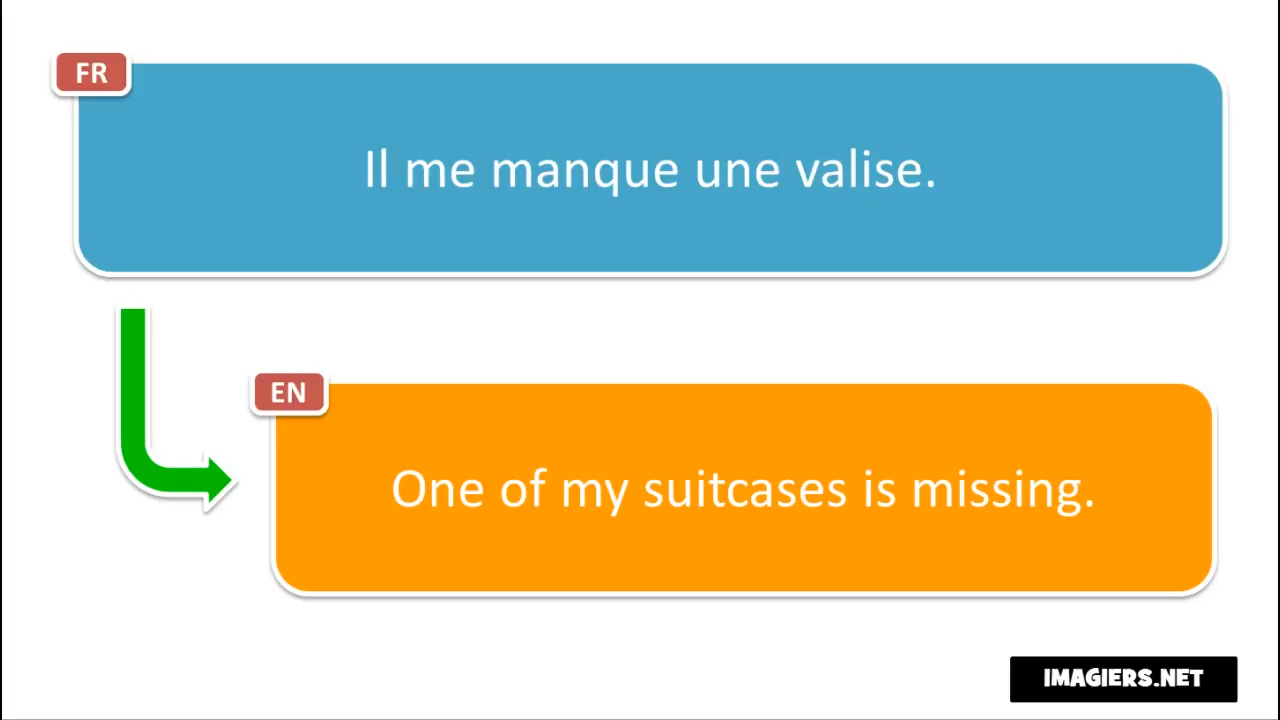 FR
Il me manque une valise.
EN
One of my suitcases is missing.
IMAGIERS.NET